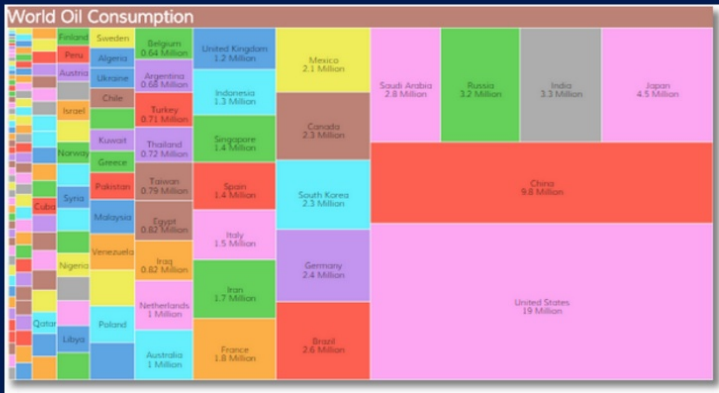 World Oil Consumption
Finland
Peru
Austria
Israel
Norway
Cuba
Syria
Nigeria
Qatar
Libya
Sweden
Algeria
Ukraine
Chile
Kuwait
Greece
Pakistan
Malaysia
Venezuela
Poland
Belgium
0.64 Million
Argentina
0.68 Million
Turkey
0.71 Million
Thailand
0.72 Million
Taiwan
0.79 Million
Egypt
0.82 Million
Iraq
0.82 Million
Netherlands
1 Million
Australia
1 Million
United Kingdom
1.2 Million
Indonesia
1.3 Million
Singapore
1.4 Million
Spain
1.4 Million
Italy
1.5 Million
Iran
1.7 Million
France
1.8 Million
Mexico
2.1 Million
Canada
2.3 Million
South Korea
2.3 Million
Germany
2.4 Million
Brazil
2.6 Million
Saudi Arabia
2.8 Million
Russia
3.2 Million
India
3.3 Million
Japan
4.5 Million
China
9.8 Million
United States
19 Million